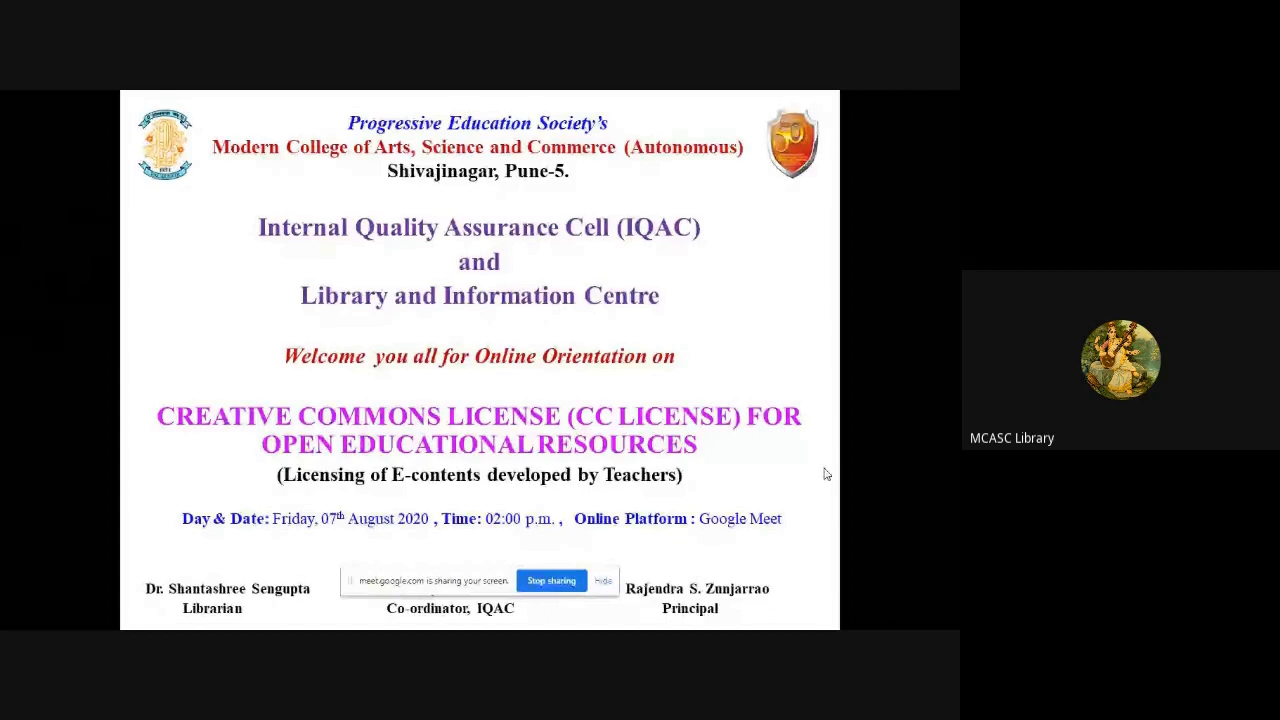 Progressive Education Society's
Modern College of Arts, Science and Commerce (Autonomous)
Shivajinagar, Pune-5.
Internal Quality Assurance Cell (IQAC)
and
Library and Information Centre
Welcome you all for Online Orientation on
CREATIVE COMMONS LICENSE (CC LICENSE) FOR
OPEN EDUCATIONAL RESOURCES
(Licensing of E-contents developed by Teachers)
Day & Date: Friday, 07th August 2020 , Time: 02:00 p.m. , Online Platform : Google Meet
meet.google.com is sharing your screen. Stop sharing Hide
Dr. Shantashree Sengupta Rajendra S. Zunjarrao
Librarian Co-ordinator, IQAC Principal
MCASC Library
50